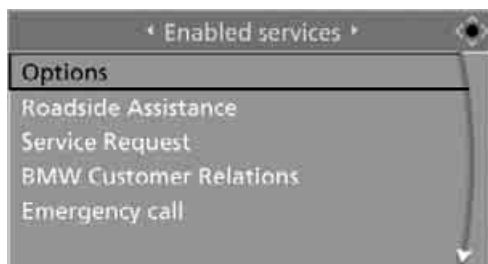 Enabled services
Options
Roadside Assistance
Service Request
BMW Customer Relations
Emergency call